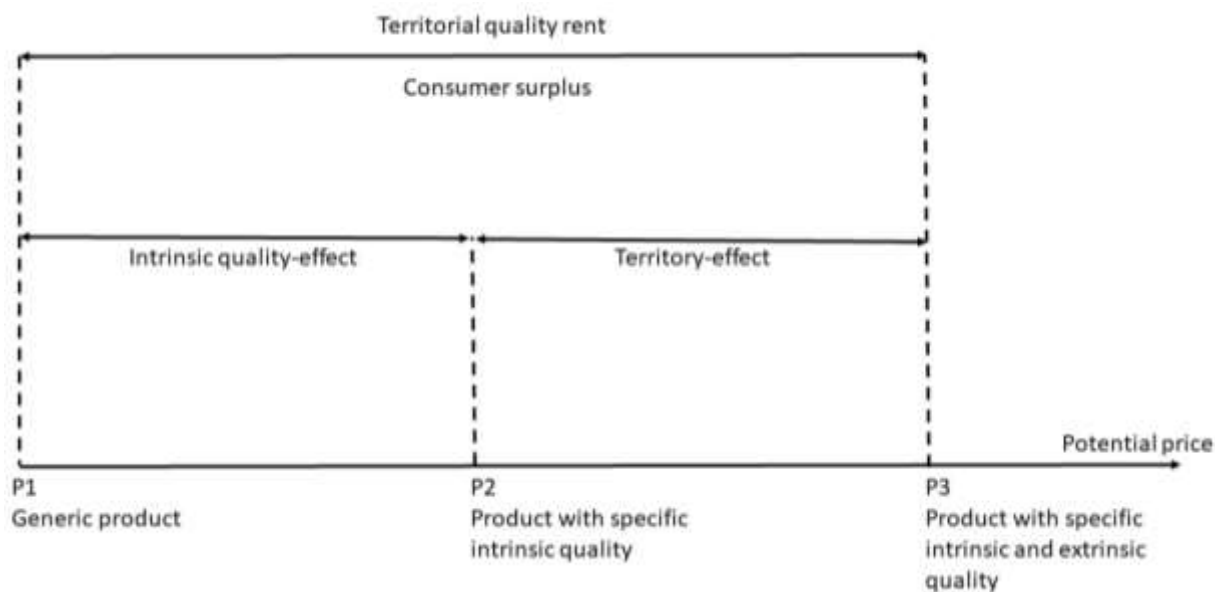 Territorial quality rent
Consumer surplus
Intrinsic quality-effect
Territory-effect
Potential price
P1
Generic product
P2
Product with specific
intrinsic quality
P3
Product with specific
intrinsic and extrinsic
quality